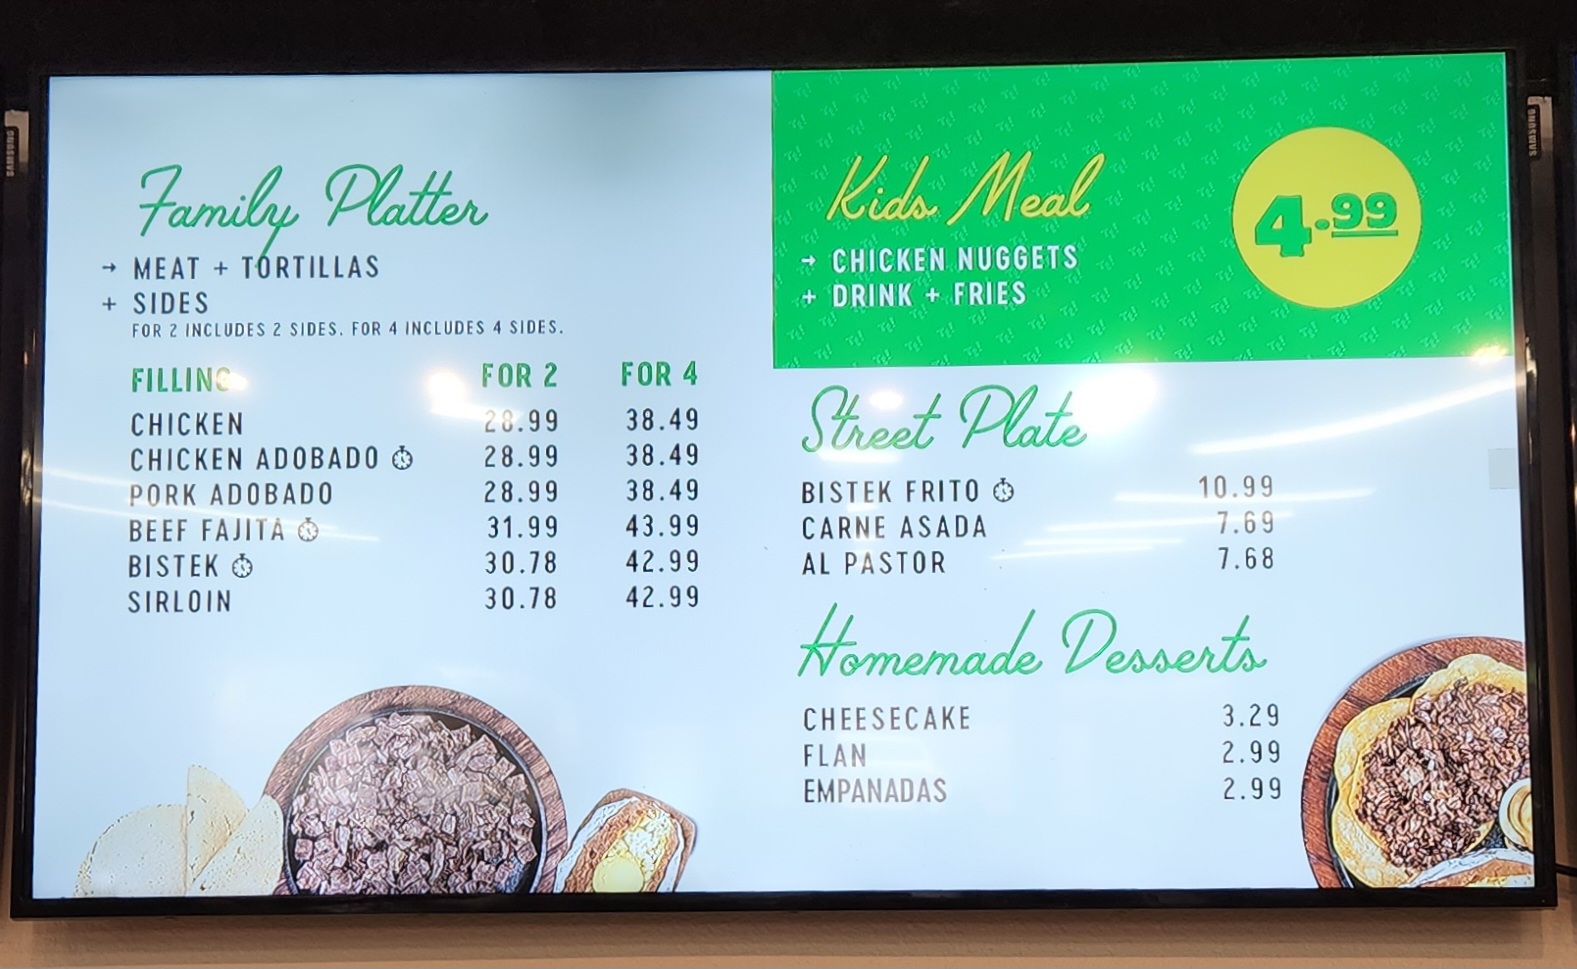 Family Platter
→ MEAT + TORTILLAS
+ SIDES
FOR 2 INCLUDES 2 SIDES. FOR 4 INCLUDES 4 SIDES.
FILLING FOR 2 FOR 4
CHICKEN 28.99 38.49
CHICKEN ADOBADO 28.99 38.49
PORK ADOBADO 28.99 38.49
BEEF FAJITA 31.99 43.99
BISTEK 30.78 42.99
SIRLOIN 30.78 42.99
Kids Meal
→ CHICKEN NUGGETS
+ DRINK + FRIES
4.99
Street Plate
BISTEK FRITO 10.99
CARNE ASADA 7.69
AL PASTOR 7.68
Homemade Desserts
CHEESECAKE 3.29
FLAN 2.99
EMPANADAS 2.99
SAMSUNG
SAMSUNG